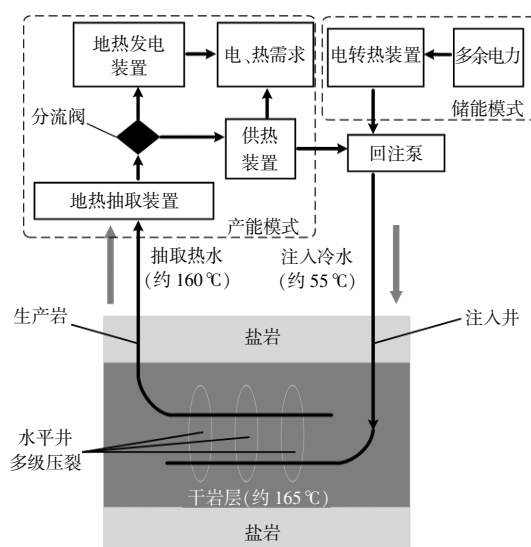 地热发电
装置
电、热需求
电转热装置
多余电力
储能模式
分流阀
供热
装置
回注泵
地热抽取装置
产能模式
抽取热水
(约 160 ℃)
注入冷水
(约 55 ℃)
生产岩
注入井
盐岩
水平井
多级压裂
干岩层(约 165 ℃)
盐岩